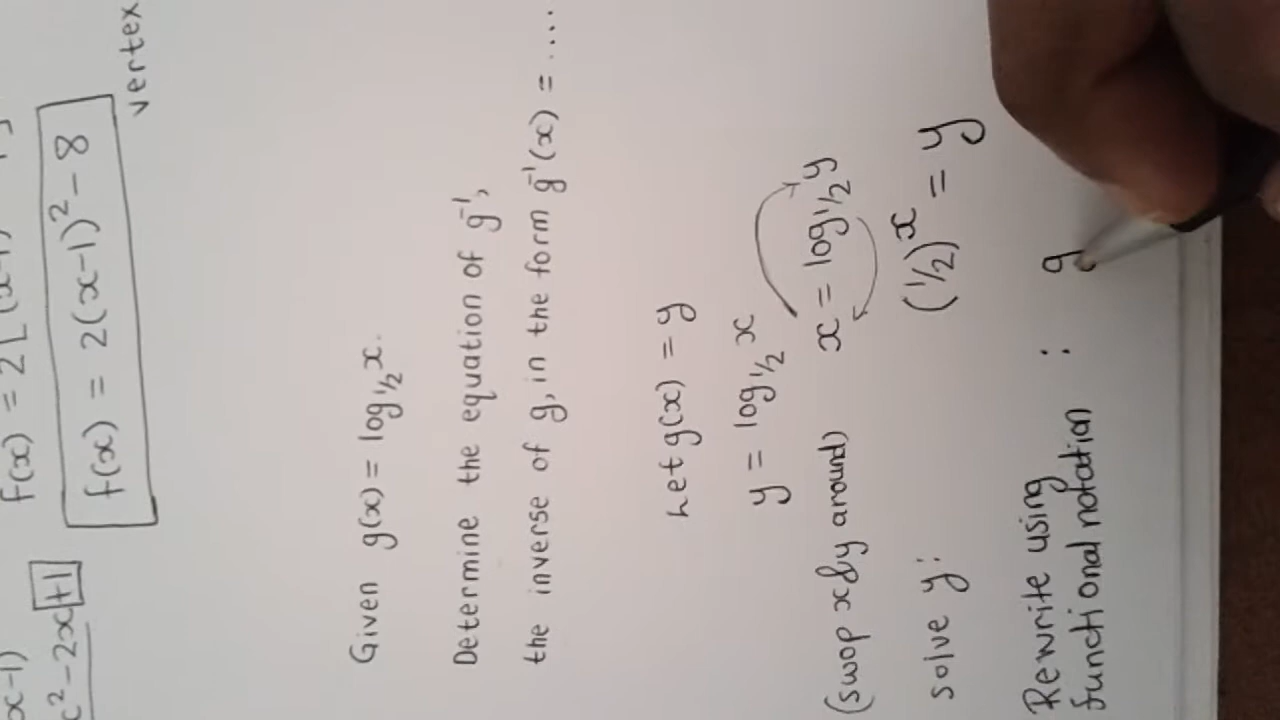 f(x) = 2[(x-1)
f(x) = 2(x-1)² - 8
vertex
x-1)
x² - 2x +1
Given g(x) = log½ x.
Determine the equation of g⁻¹,
the inverse of g, in the form g⁻¹(x) = ....
Let g(x) = y
y = log½ x
(swop x & y around) x = log½ y
solve y: (½)ˣ = y
Rewrite using
functional notation : g